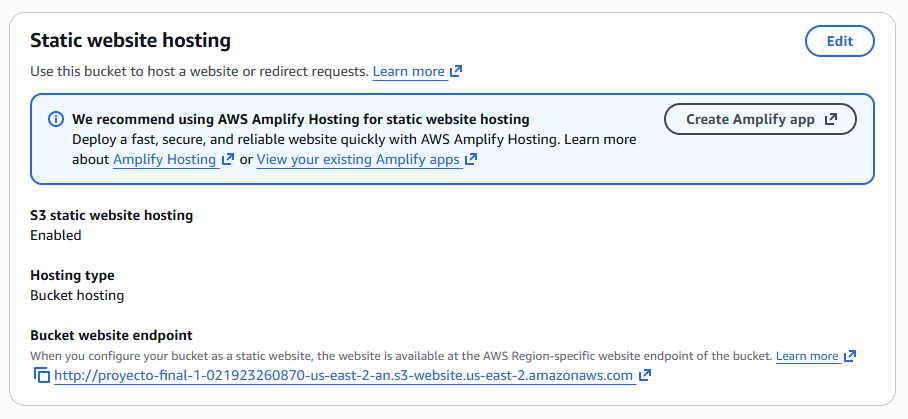 Static website hosting
Edit
Use this bucket to host a website or redirect requests. Learn more
We recommend using AWS Amplify Hosting for static website hosting
Create Amplify app
Deploy a fast, secure, and reliable website quickly with AWS Amplify Hosting. Learn more
about Amplify Hosting or View your existing Amplify apps
S3 static website hosting
Enabled
Hosting type
Bucket hosting
Bucket website endpoint
When you configure your bucket as a static website, the website is available at the AWS Region-specific website endpoint of the bucket. Learn more
http://proyecto-final-1-021923260870-us-east-2-an.s3-website.us-east-2.amazonaws.com